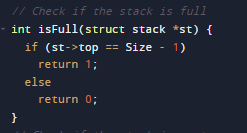 // Check if the stack is full
int isFull(struct stack *st) {
  if (st->top == Size - 1)
    return 1;
  else
    return 0;
}